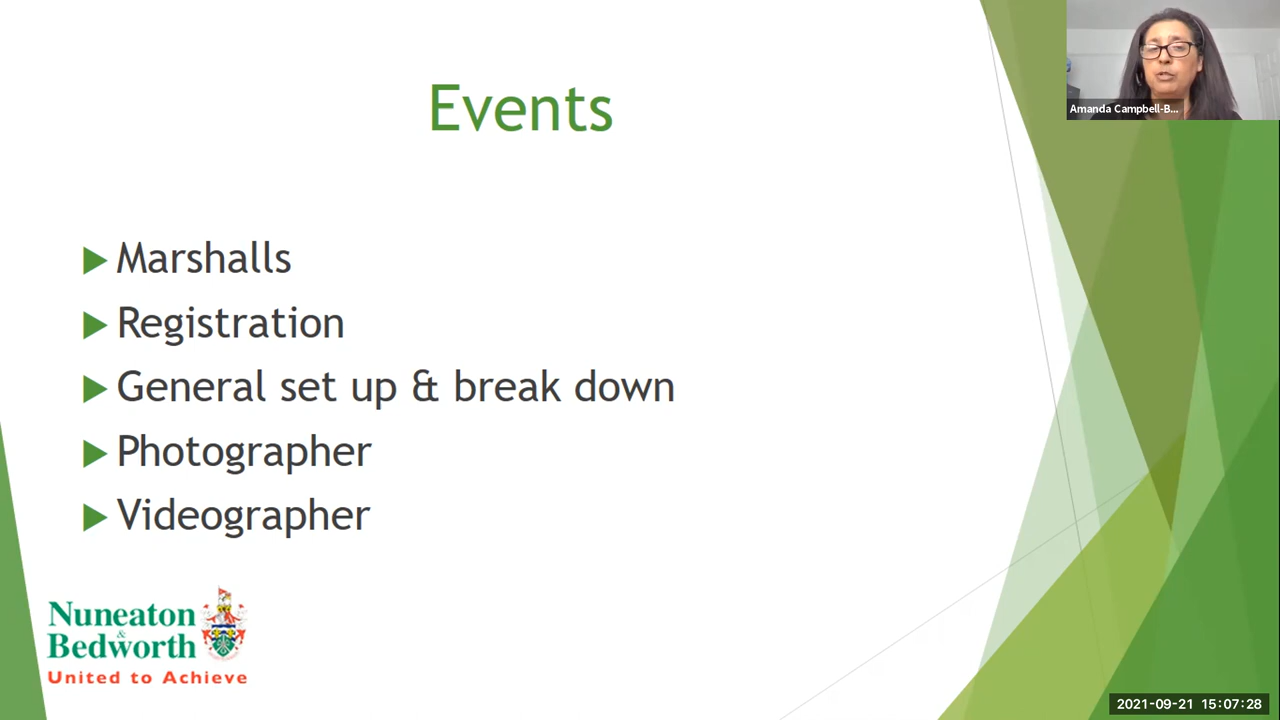 Events
Amanda Campbell-B...
Marshalls
Registration
General set up & break down
Photographer
Videographer
Nuneaton
&
Bedworth
United to Achieve
2021-09-21 15:07:28